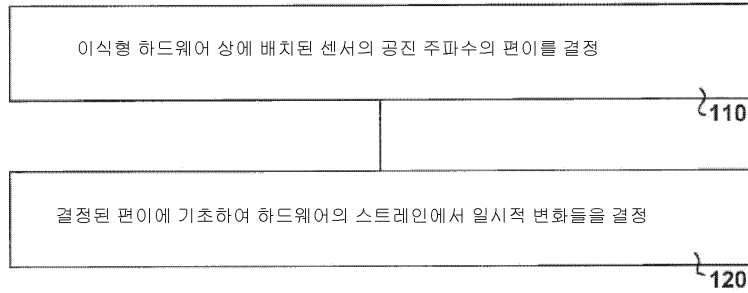 이식형 하드웨어 상에 배치된 센서의 공진 주파수의 편이를 결정
110
결정된 편이에 기초하여 하드웨어의 스트레인에서 일시적 변화들을 결정
120